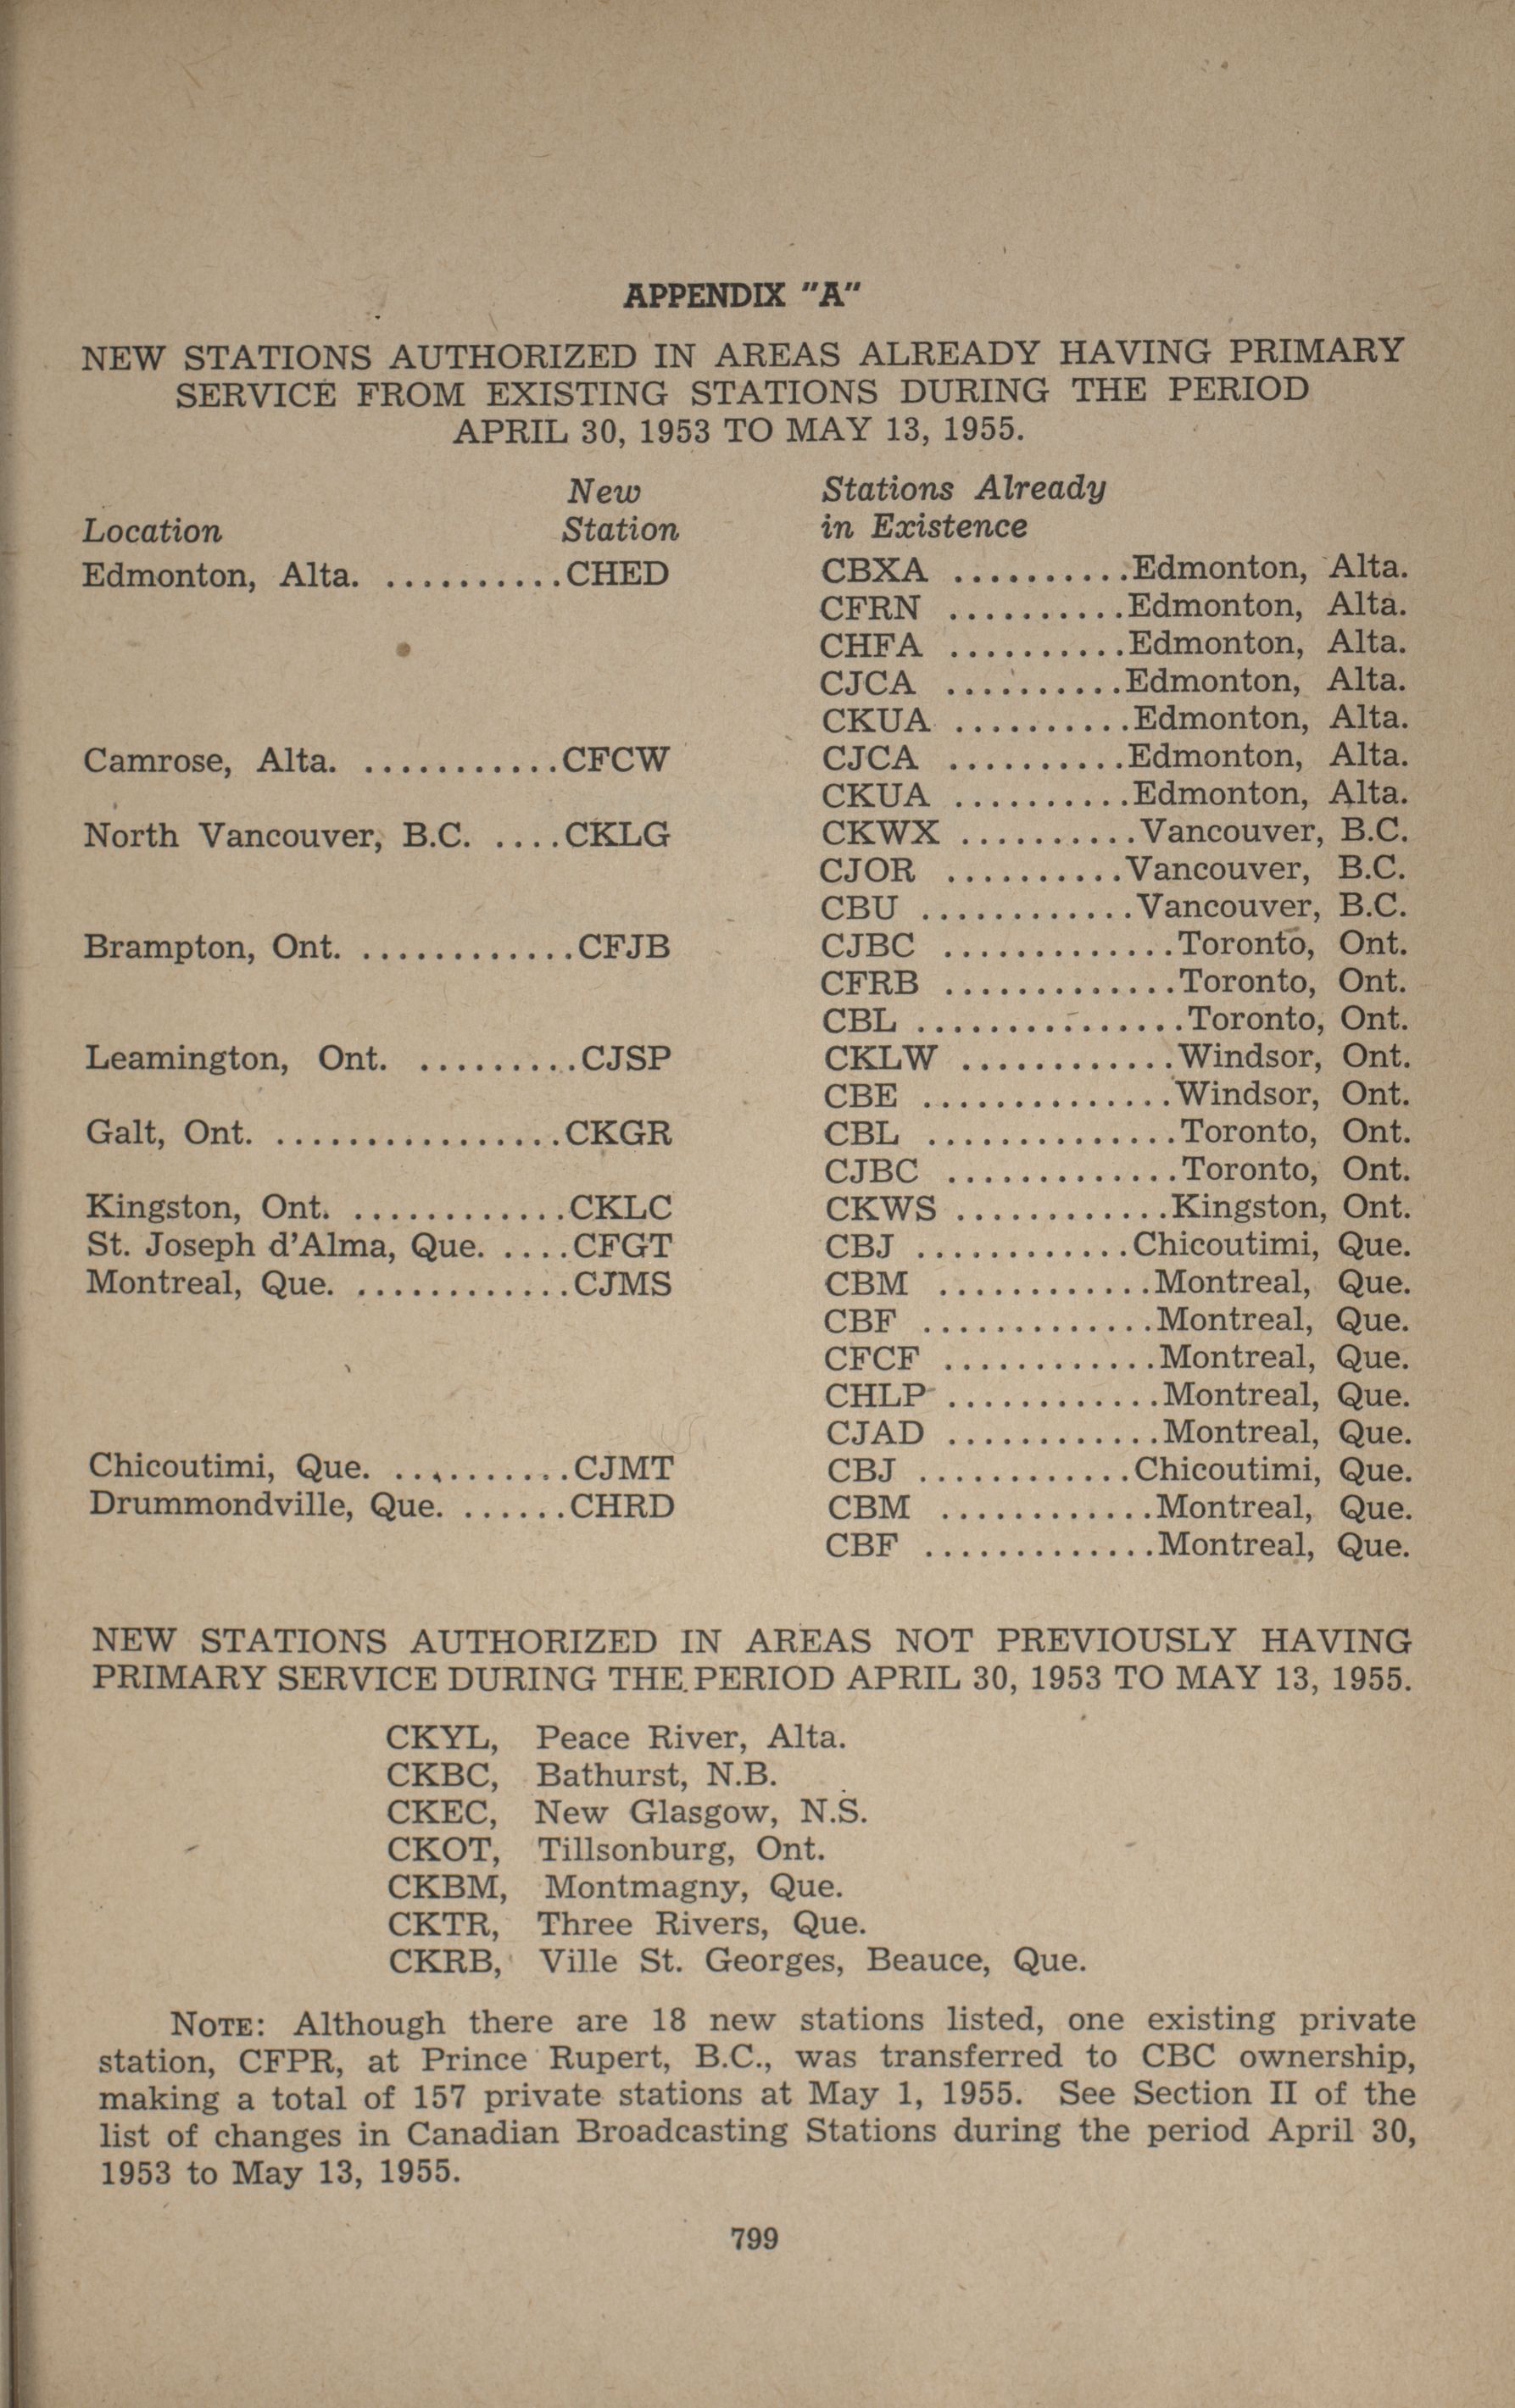 APPENDIX "A"
NEW STATIONS AUTHORIZED IN AREAS ALREADY HAVING PRIMARY
SERVICE FROM EXISTING STATIONS DURING THE PERIOD
APRIL 30, 1953 TO MAY 13, 1955.
New Stations Already
Location Station in Existence
Edmonton, Alta. ..........CHED CBXA ..........Edmonton, Alta.
CFRN ..........Edmonton, Alta.
CHFA ..........Edmonton, Alta.
CJCA ..........Edmonton, Alta.
CKUA ..........Edmonton, Alta.
Camrose, Alta. ...........CFCW CJCA ..........Edmonton, Alta.
CKUA ..........Edmonton, Alta.
North Vancouver, B.C. ....CKLG CKWX ..........Vancouver, B.C.
CJOR ..........Vancouver, B.C.
CBU ............Vancouver, B.C.
Brampton, Ont. ............CFJB CJBC .............Toronto, Ont.
CFRB .............Toronto, Ont.
CBL ...............Toronto, Ont.
Leamington, Ont. .........CJSP CKLW ............Windsor, Ont.
CBE ..............Windsor, Ont.
Galt, Ont. ................CKGR CBL ..............Toronto, Ont.
CJBC .............Toronto, Ont.
Kingston, Ont. ............CKLC CKWS ............Kingston, Ont.
St. Joseph d'Alma, Que. ....CFGT CBJ ............Chicoutimi, Que.
Montreal, Que. ............CJMS CBM ............Montreal, Que.
CBF .............Montreal, Que.
CFCF ............Montreal, Que.
CHLP ............Montreal, Que.
CJAD ............Montreal, Que.
Chicoutimi, Que. ..........CJMT CBJ ............Chicoutimi, Que.
Drummondville, Que. ......CHRD CBM ............Montreal, Que.
CBF .............Montreal, Que.
NEW STATIONS AUTHORIZED IN AREAS NOT PREVIOUSLY HAVING
PRIMARY SERVICE DURING THE PERIOD APRIL 30, 1953 TO MAY 13, 1955.
CKYL, Peace River, Alta.
CKBC, Bathurst, N.B.
CKEC, New Glasgow, N.S.
CKOT, Tillsonburg, Ont.
CKBM, Montmagny, Que.
CKTR, Three Rivers, Que.
CKRB, Ville St. Georges, Beauce, Que.
NOTE: Although there are 18 new stations listed, one existing private
station, CFPR, at Prince Rupert, B.C., was transferred to CBC ownership,
making a total of 157 private stations at May 1, 1955. See Section II of the
list of changes in Canadian Broadcasting Stations during the period April 30,
1953 to May 13, 1955.
799